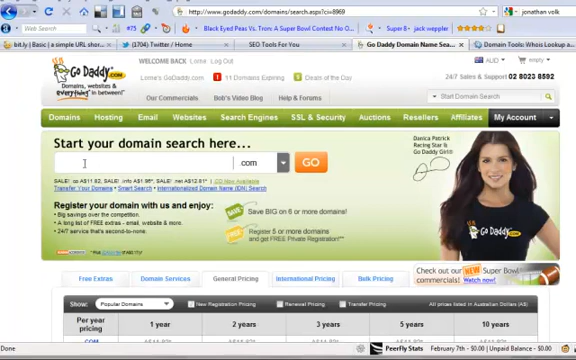 http://www.godaddy.com/domains/search.aspx?ci=8969
jonathan volk
#75
Black Eyed Peas Vs. Tron: A Super Bowl Contest No O...
Super 8
jack weppler
bit.ly | Basic | a simple URL shor...
(1704) Twitter / Home
SEO Tools For You
Go Daddy Domain Name Sea...
Domain Tools: Whois Lookup a...
WELCOME BACK Lorne Log Out
AUD
empty
Go Daddy.COM
Domains, websites &
everything in between!
Lorne's GoDaddy.com
11 Domains Expiring
Deals of the Day
24/7 Sales & Support 02 8023 8592
Our Commercials
Bob's Video Blog
Help & Forums
Start Domain Search
Domains
Hosting
Email
Websites
Search Engines
SSL & Security
Auctions
Resellers
Affiliates
My Account
Start your domain search here...
com
GO
Danica Patrick
Racing Star &
Go Daddy Girl®
Transfer Your Domains
Smart Search
Internationalized Domain Name (IDN) Search
Register your domain with us and enjoy:
• Big savings over the competition.
• A long list of FREE extras - email, website & more.
• 24/7 service that's second-to-none.
SAVE
Save BIG on 6 or more domains!
Register 5 or more domains
and get FREE Private Registration!**
Go Daddy.COM
Free Extras
Domain Services
General Pricing
International Pricing
Bulk Pricing
Check out our NEW Super Bowl
commercials! Watch now!
Show:
Popular Domains
New Registration Pricing
Renewal Pricing
Transfer Pricing
All prices listed in Australian Dollars (A$)
Per year
pricing
1 year
2 years
3 years
5 years
10 years
.COM
Done
Peerfly Stats
February 7th - $0.00 | Unpaid Balance - $0.00